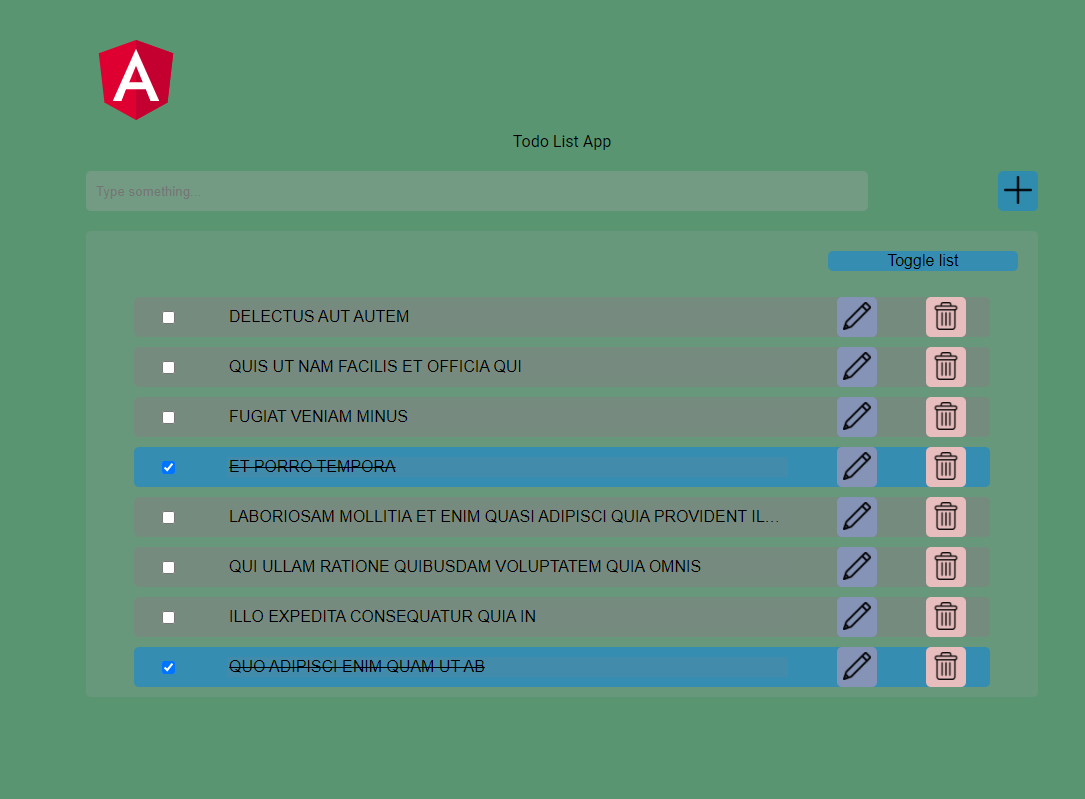 A
Todo List App
Type something...
Toggle list
DELECTUS AUT AUTEM
QUIS UT NAM FACILIS ET OFFICIA QUI
FUGIAT VENIAM MINUS
ET PORRO TEMPORA
LABORIOSAM MOLLITIA ET ENIM QUASI ADIPISCI QUIA PROVIDENT IL...
QUI ULLAM RATIONE QUIBUSDAM VOLUPTATEM QUIA OMNIS
ILLO EXPEDITA CONSEQUATUR QUIA IN
QUO ADIPISCI ENIM QUAM UT AB